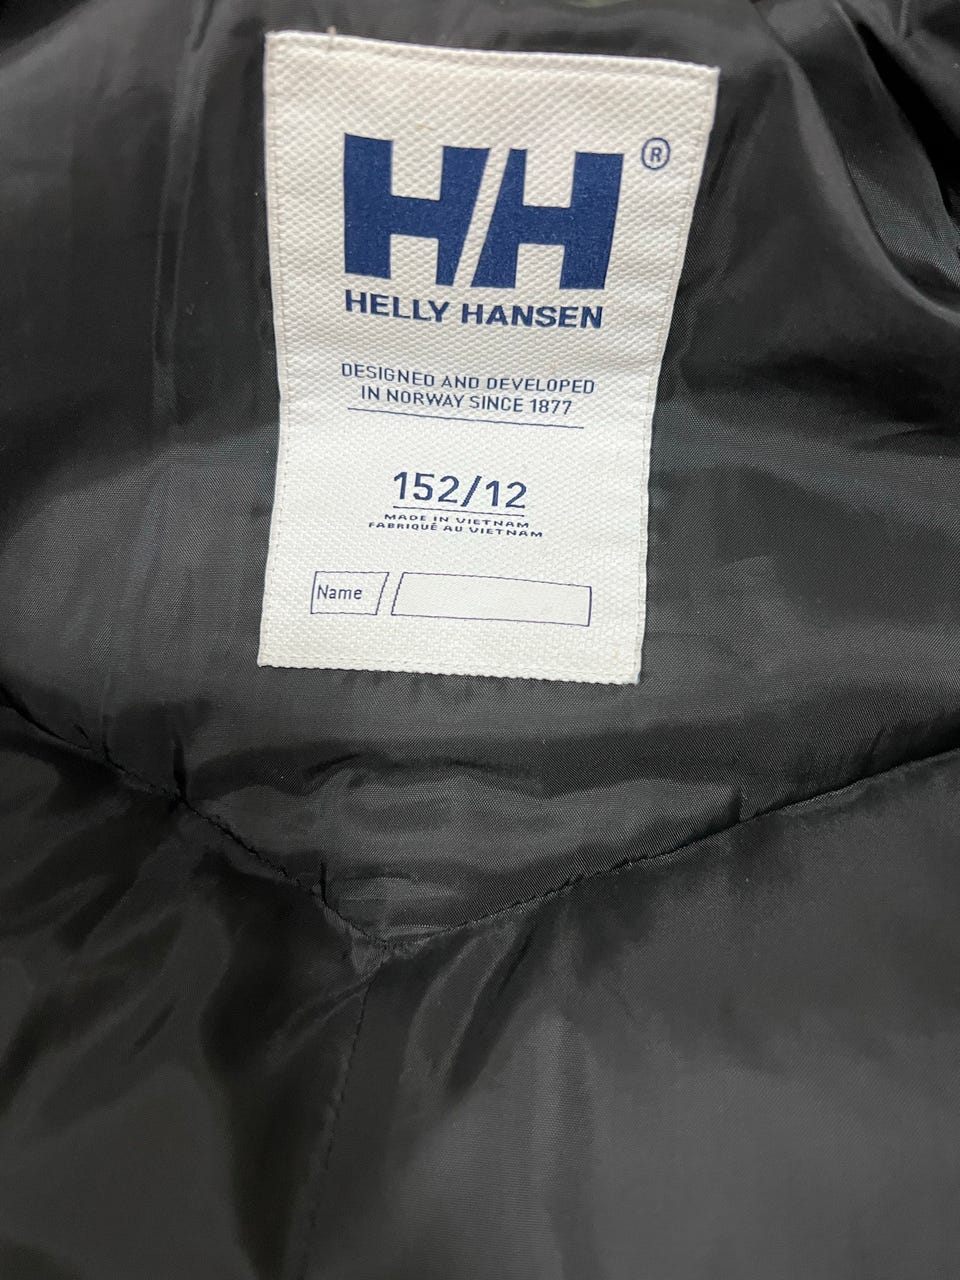 HH®
HELLY HANSEN
DESIGNED AND DEVELOPED
IN NORWAY SINCE 1877
152/12
MADE IN VIETNAM
FABRIQUÉ AU VIETNAM
Name